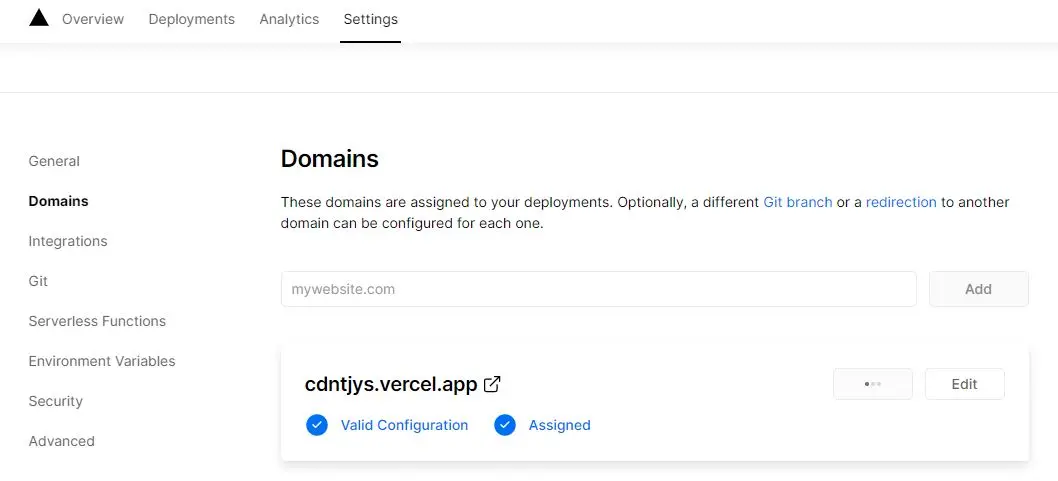 Overview Deployments Analytics Settings
General
Domains
Integrations
Git
Serverless Functions
Environment Variables
Security
Advanced
Domains
These domains are assigned to your deployments. Optionally, a different Git branch or a redirection to another
domain can be configured for each one.
mywebsite.com Add
cdntjys.vercel.app Edit
Valid Configuration Assigned